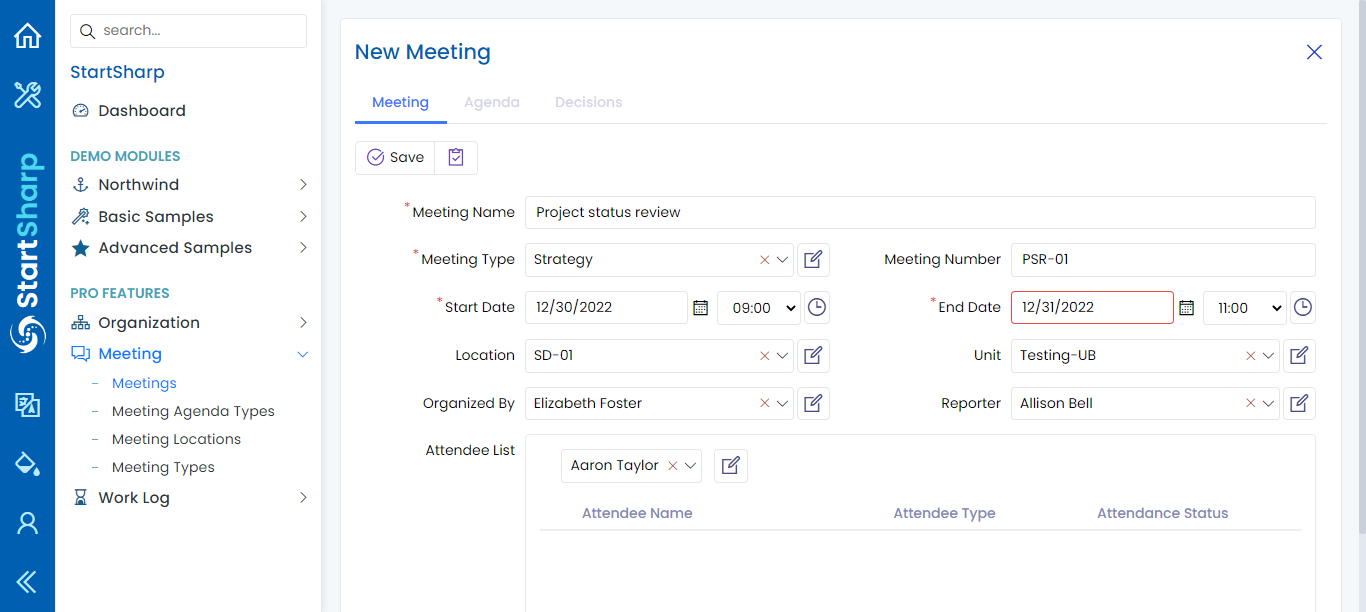 search...
StartSharp
Dashboard
DEMO MODULES
Northwind
Basic Samples
Advanced Samples
PRO FEATURES
Organization
Meeting
Meetings
Meeting Agenda Types
Meeting Locations
Meeting Types
Work Log
StartSharp
New Meeting
Meeting Agenda Decisions
Save
*Meeting Name Project status review
*Meeting Type Strategy Meeting Number PSR-01
*Start Date 12/30/2022 09:00 *End Date 12/31/2022 11:00
Location SD-01 Unit Testing-UB
Organized By Elizabeth Foster Reporter Allison Bell
Attendee List Aaron Taylor
Attendee Name Attendee Type Attendance Status